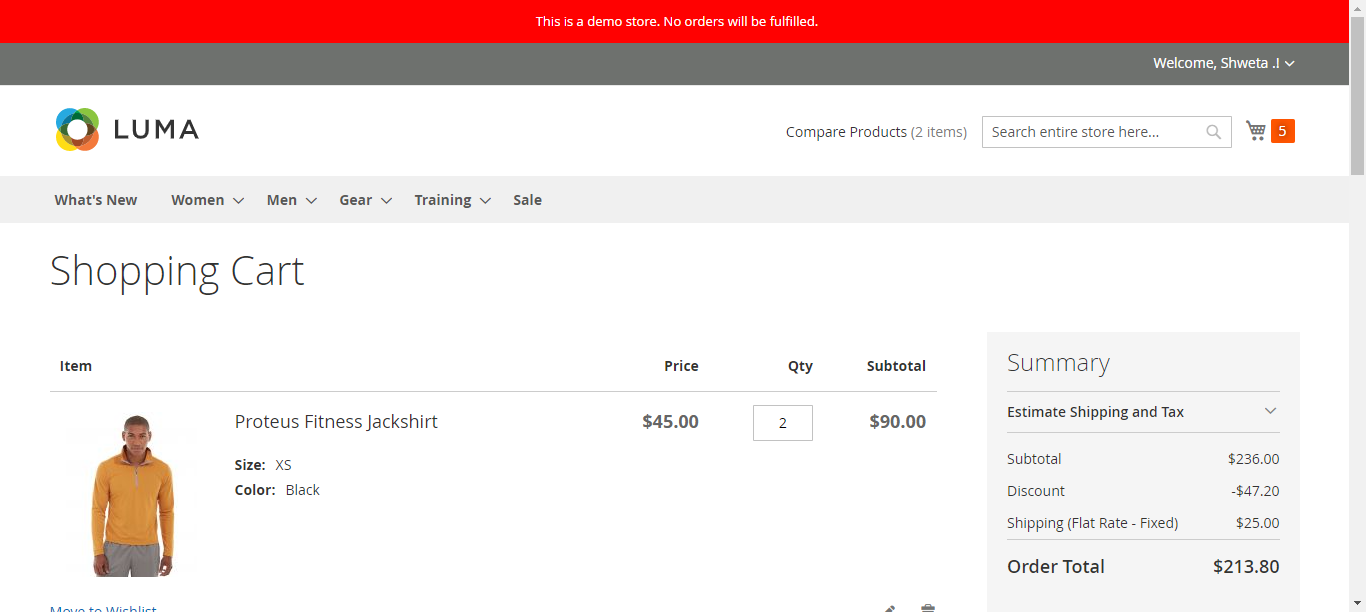 This is a demo store. No orders will be fulfilled.
Welcome, Shweta .!
LUMA
Compare Products (2 items)
Search entire store here...
5
What's New Women Men Gear Training Sale
Shopping Cart
Item Price Qty Subtotal
Proteus Fitness Jackshirt $45.00 2 $90.00
Size: XS
Color: Black
Move to Wishlist
Summary
Estimate Shipping and Tax
Subtotal $236.00
Discount -$47.20
Shipping (Flat Rate - Fixed) $25.00
Order Total $213.80